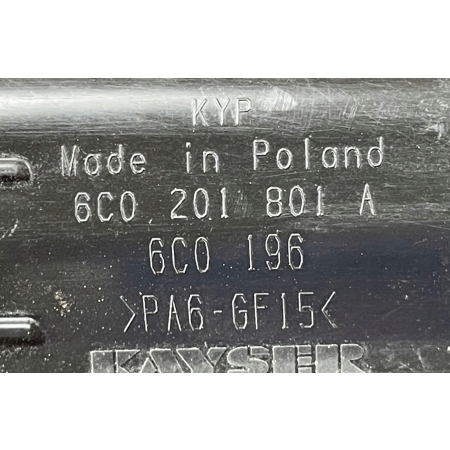 KYP
Made in Poland
6C0 201 801 A
6C0 196
>PA6-GF15<
KAYSER